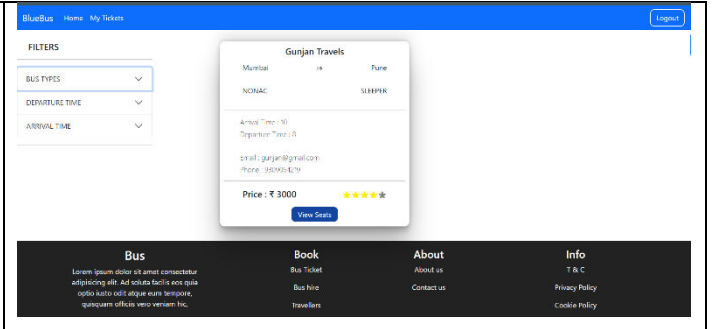 BlueBus Home My Tickets Logout
FILTERS
BUS TYPES
DEPARTURE TIME
ARRIVAL TIME
Gunjan Travels
Mumbai → Pune
NONAC SLEEPER
Arrival Time : 10
Departure Time : 8
Email : gunjan@gmail.com
Phone : 9309054219
Price : ₹ 3000
View Seats
Bus
Lorem ipsum dolor sit amet consectetur
adipisicing elit. Ad soluta facilis eos quia
optio iusto odit atque eum tempore,
quisquam officiis vero veniam hic,
Book
Bus Ticket
Bus hire
Travellers
About
About us
Contact us
Info
T & C
Privacy Policy
Cookie Policy